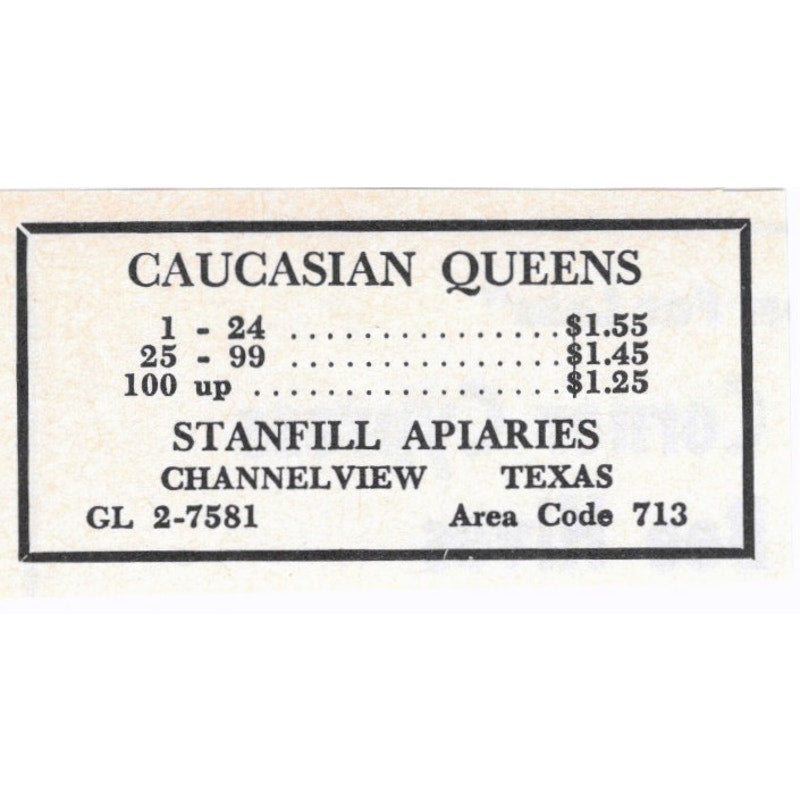 CAUCASIAN QUEENS
1 - 24 ................$1.55
25 - 99 ................$1.45
100 up ..................$1.25
STANFILL APIARIES
CHANNELVIEW TEXAS
GL 2-7581 Area Code 713